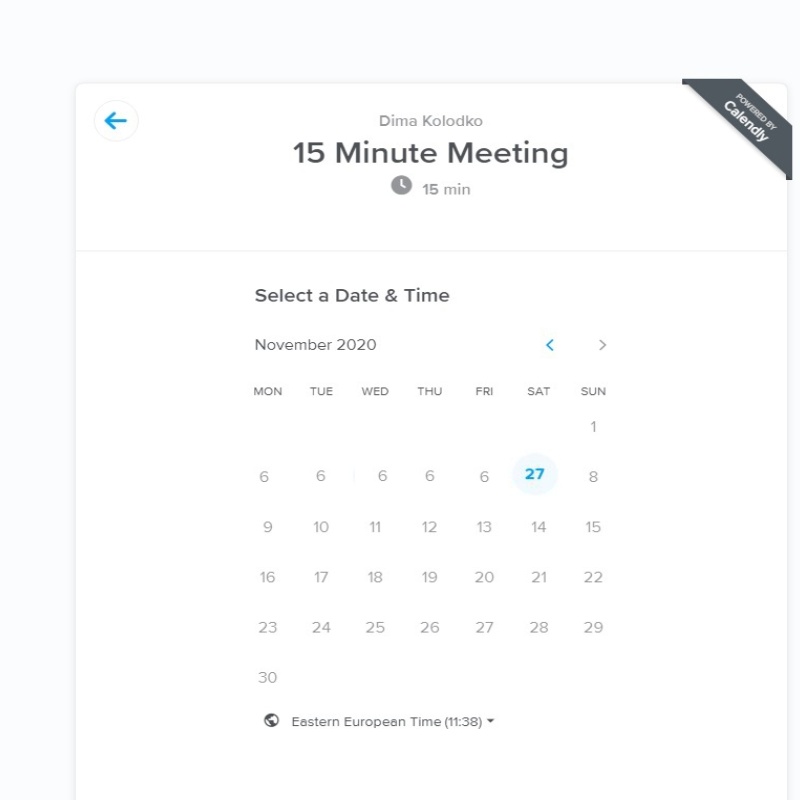 POWERED BY
Calendly
Dima Kolodko
15 Minute Meeting
15 min
Select a Date & Time
November 2020
MON TUE WED THU FRI SAT SUN
1
6 6 6 6 6 27 8
9 10 11 12 13 14 15
16 17 18 19 20 21 22
23 24 25 26 27 28 29
30
Eastern European Time (11:38)